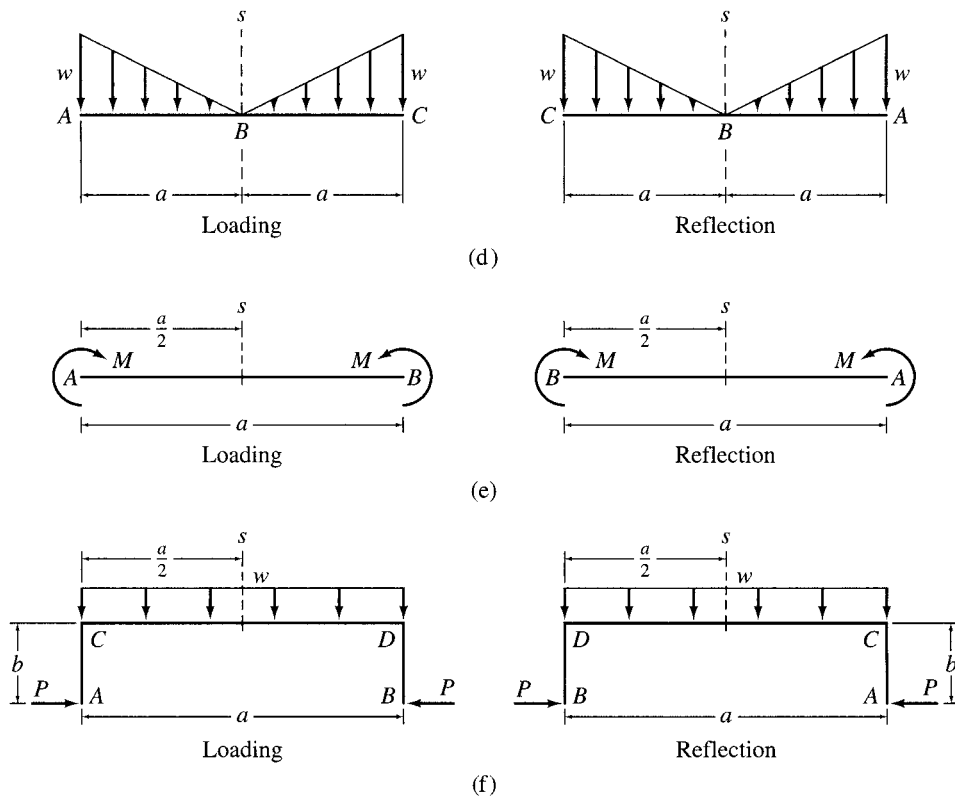 s s
w w w w
A C C A
B B
a a a a
Loading Reflection
(d)
s s
a/2 a/2
M M M M
A B B A
a a
Loading Reflection
(e)
s s
a/2 a/2
w w
C D D C
b b
P A B P P B A P
a a
Loading Reflection
(f)